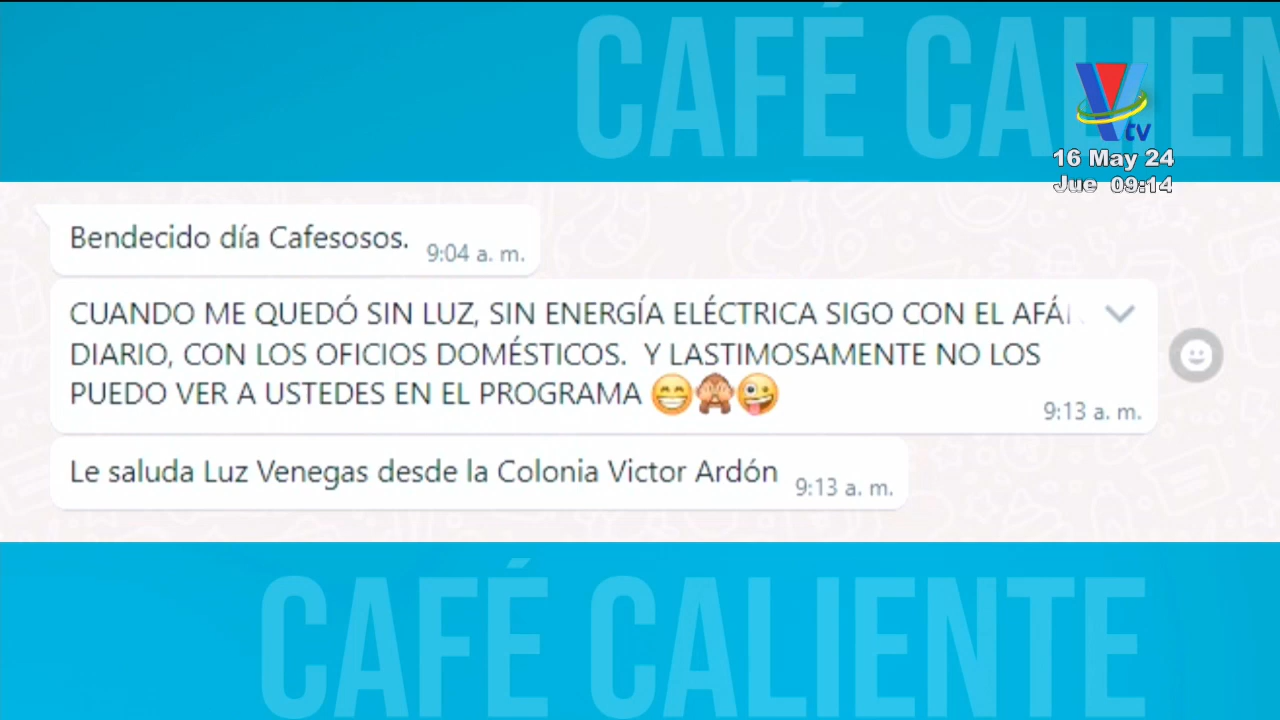 CAFÉ CALIEN
V
tv
16 May 24
Jue 09:14
Bendecido día Cafesosos.
9:04 a. m.
CUANDO ME QUEDÓ SIN LUZ, SIN ENERGÍA ELÉCTRICA SIGO CON EL AFÁN
DIARIO, CON LOS OFICIOS DOMÉSTICOS. Y LASTIMOSAMENTE NO LOS
PUEDO VER A USTEDES EN EL PROGRAMA 😁🙈🤪
9:13 a. m.
Le saluda Luz Venegas desde la Colonia Victor Ardón
9:13 a. m.
CAFÉ CALIENTE